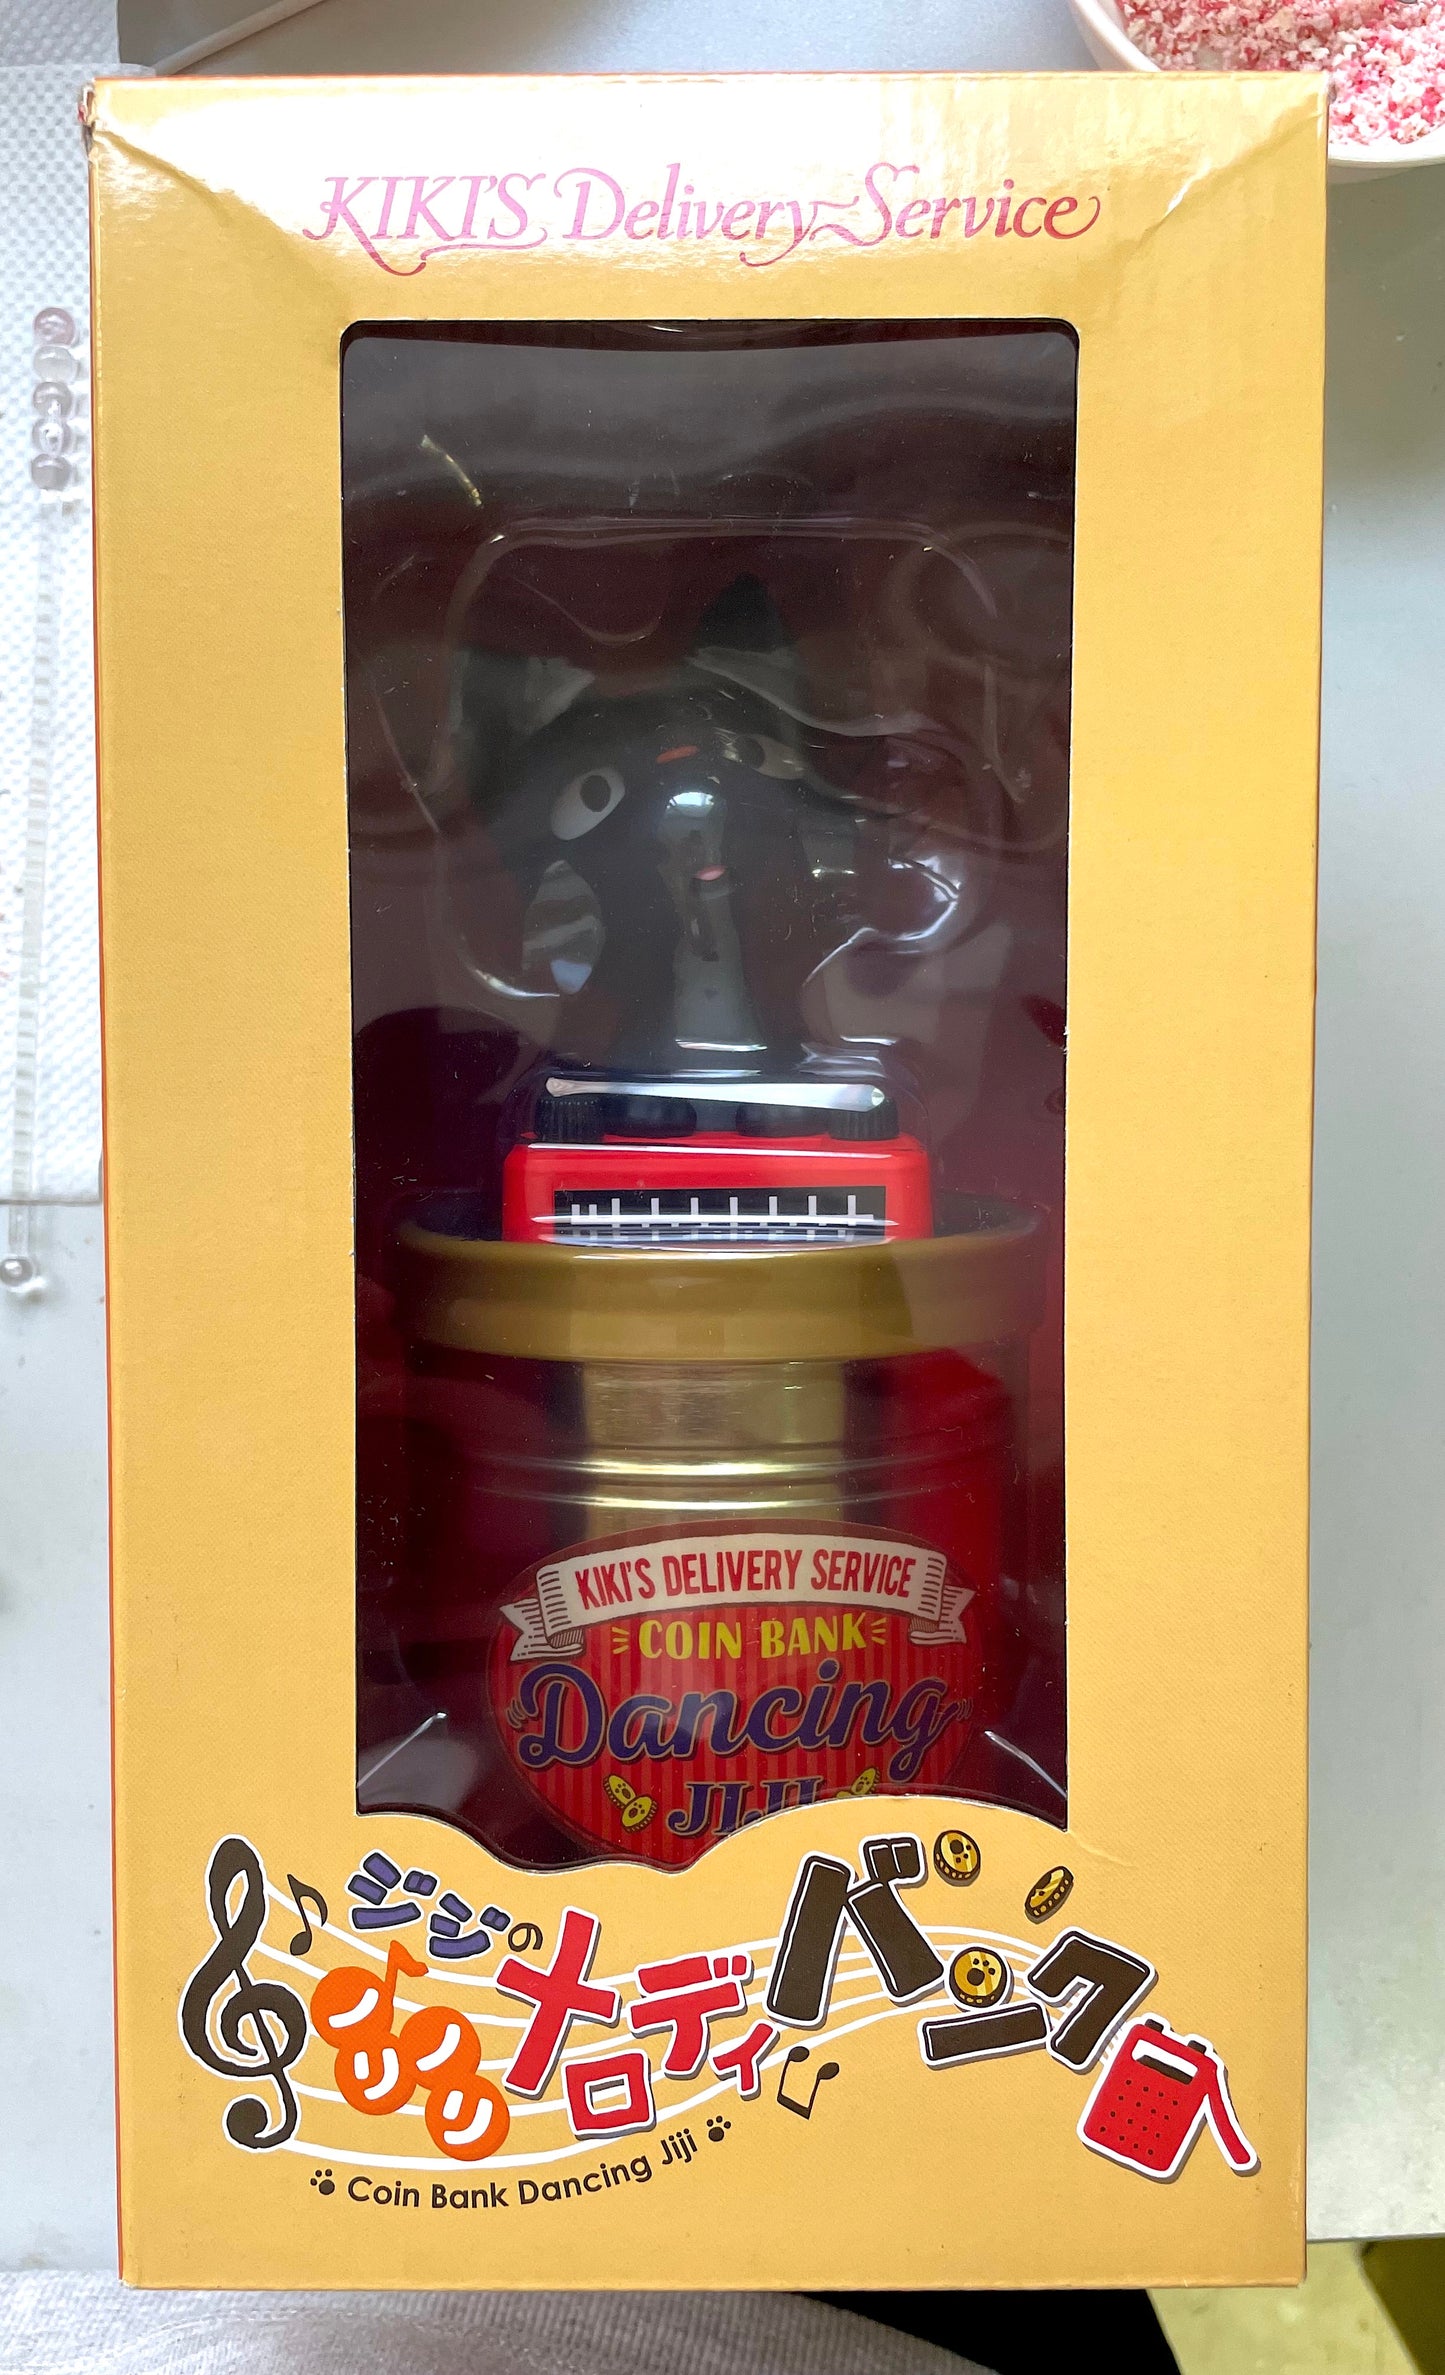 KIKI'S Delivery Service
KIKI'S DELIVERY SERVICE
COIN BANK
Dancing
JIJI
ジジの
ノリノリ
メロディ
バンク
Coin Bank Dancing Jiji